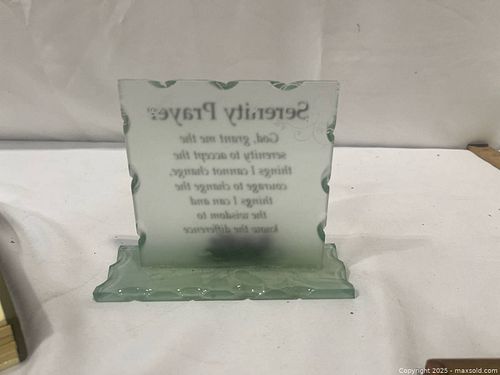 Serenity Prayer
God, grant me the
serenity to accept the
things I cannot change,
courage to change the
things I can and
the wisdom to
know the difference
Copyright 2025 - maxsold.com